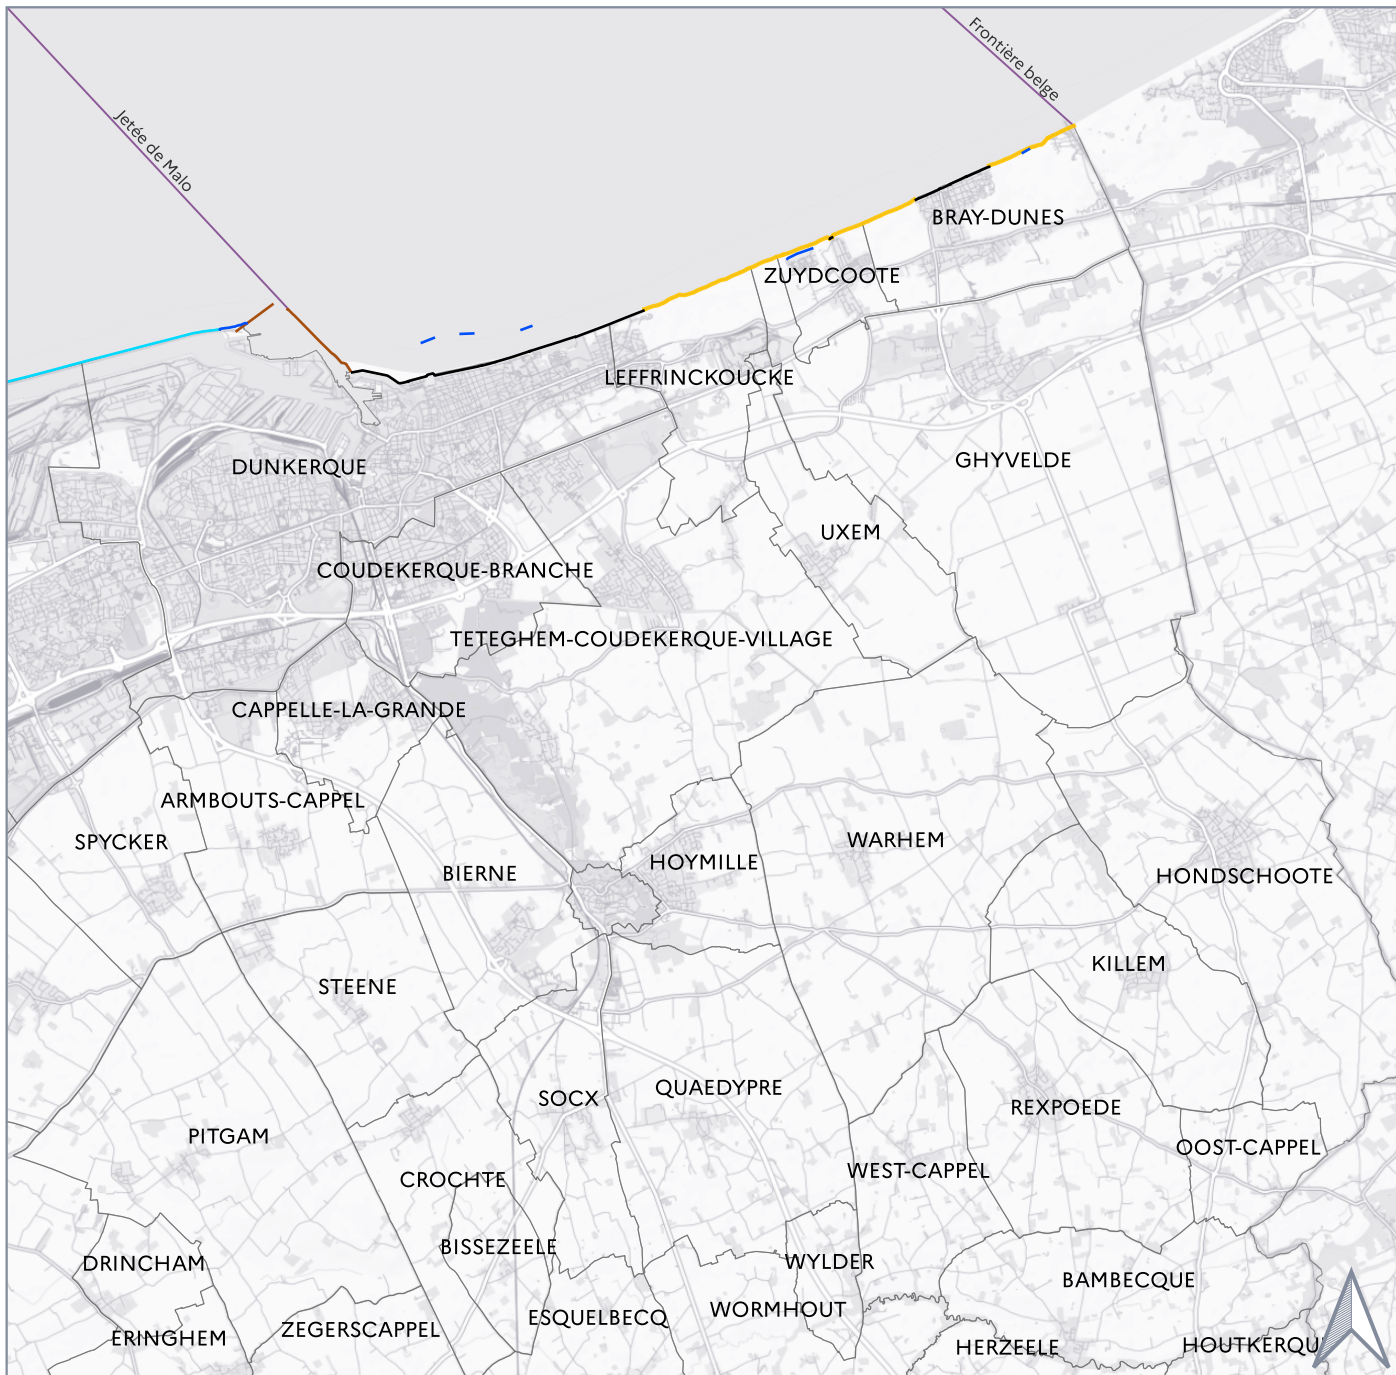 Frontière belge
Jetée de Malo
BRAY-DUNES
ZUYDCOOTE
LEFFRINCKOUCKE
DUNKERQUE
GHYVELDE
UXEM
COUDEKERQUE-BRANCHE
TETEGHEM-COUDEKERQUE-VILLAGE
CAPPELLE-LA-GRANDE
ARMBOUTS-CAPPEL
SPYCKER
WARHEM
HOYMILLE
BIERNE
HONDSCHOOTE
KILLEM
STEENE
QUAEDYPRE
SOCX
REXPOEDE
PITGAM
OOST-CAPPEL
WEST-CAPPEL
CROCHTE
BISSEZEELE
DRINCHAM
WYLDER
BAMBECQUE
WORMHOUT
ESQUELBECQ
ZEGERSCAPPEL
ERINGHEM
HERZEELE
HOUTKERQU